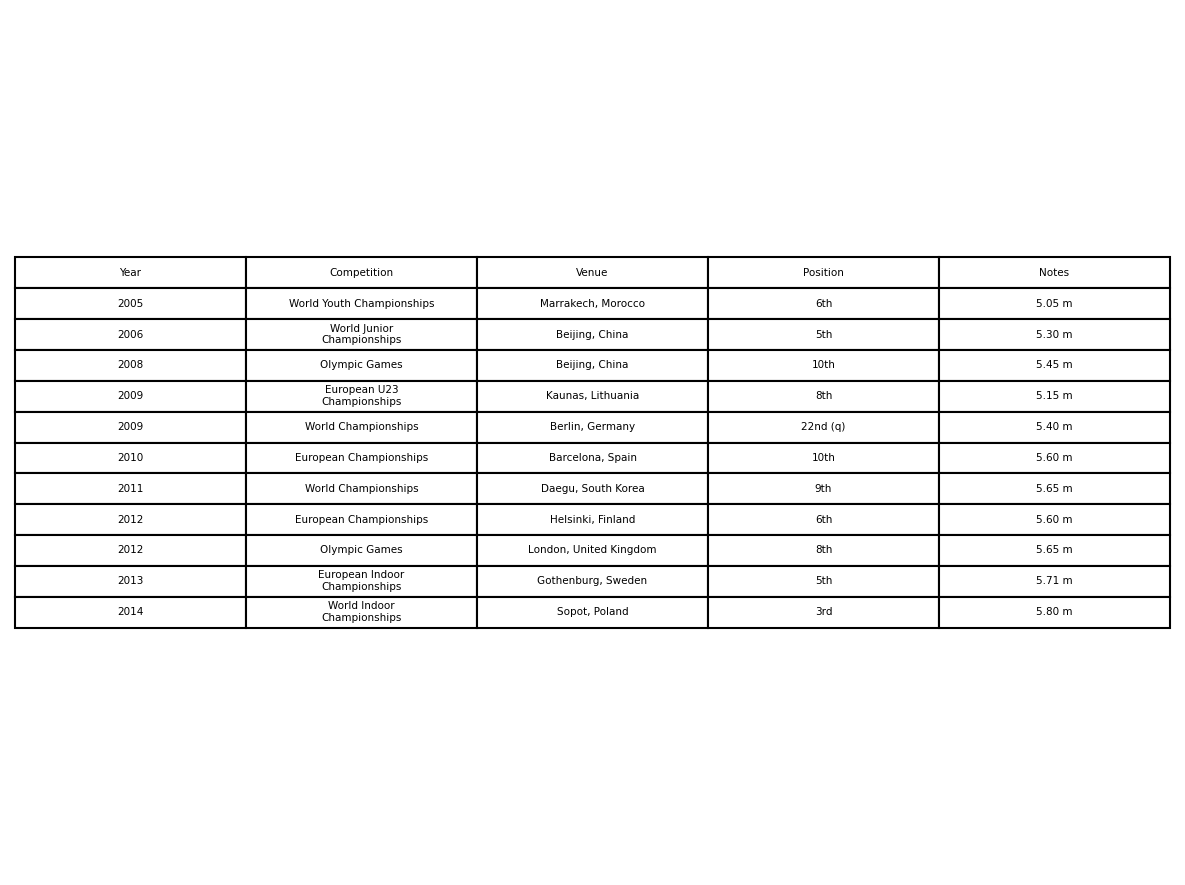 Year Competition Venue Position Notes
2005 World Youth Championships Marrakech, Morocco 6th 5.05 m
2006 World Junior Championships Beijing, China 5th 5.30 m
2008 Olympic Games Beijing, China 10th 5.45 m
2009 European U23 Championships Kaunas, Lithuania 8th 5.15 m
2009 World Championships Berlin, Germany 22nd (q) 5.40 m
2010 European Championships Barcelona, Spain 10th 5.60 m
2011 World Championships Daegu, South Korea 9th 5.65 m
2012 European Championships Helsinki, Finland 6th 5.60 m
2012 Olympic Games London, United Kingdom 8th 5.65 m
2013 European Indoor Championships Gothenburg, Sweden 5th 5.71 m
2014 World Indoor Championships Sopot, Poland 3rd 5.80 m